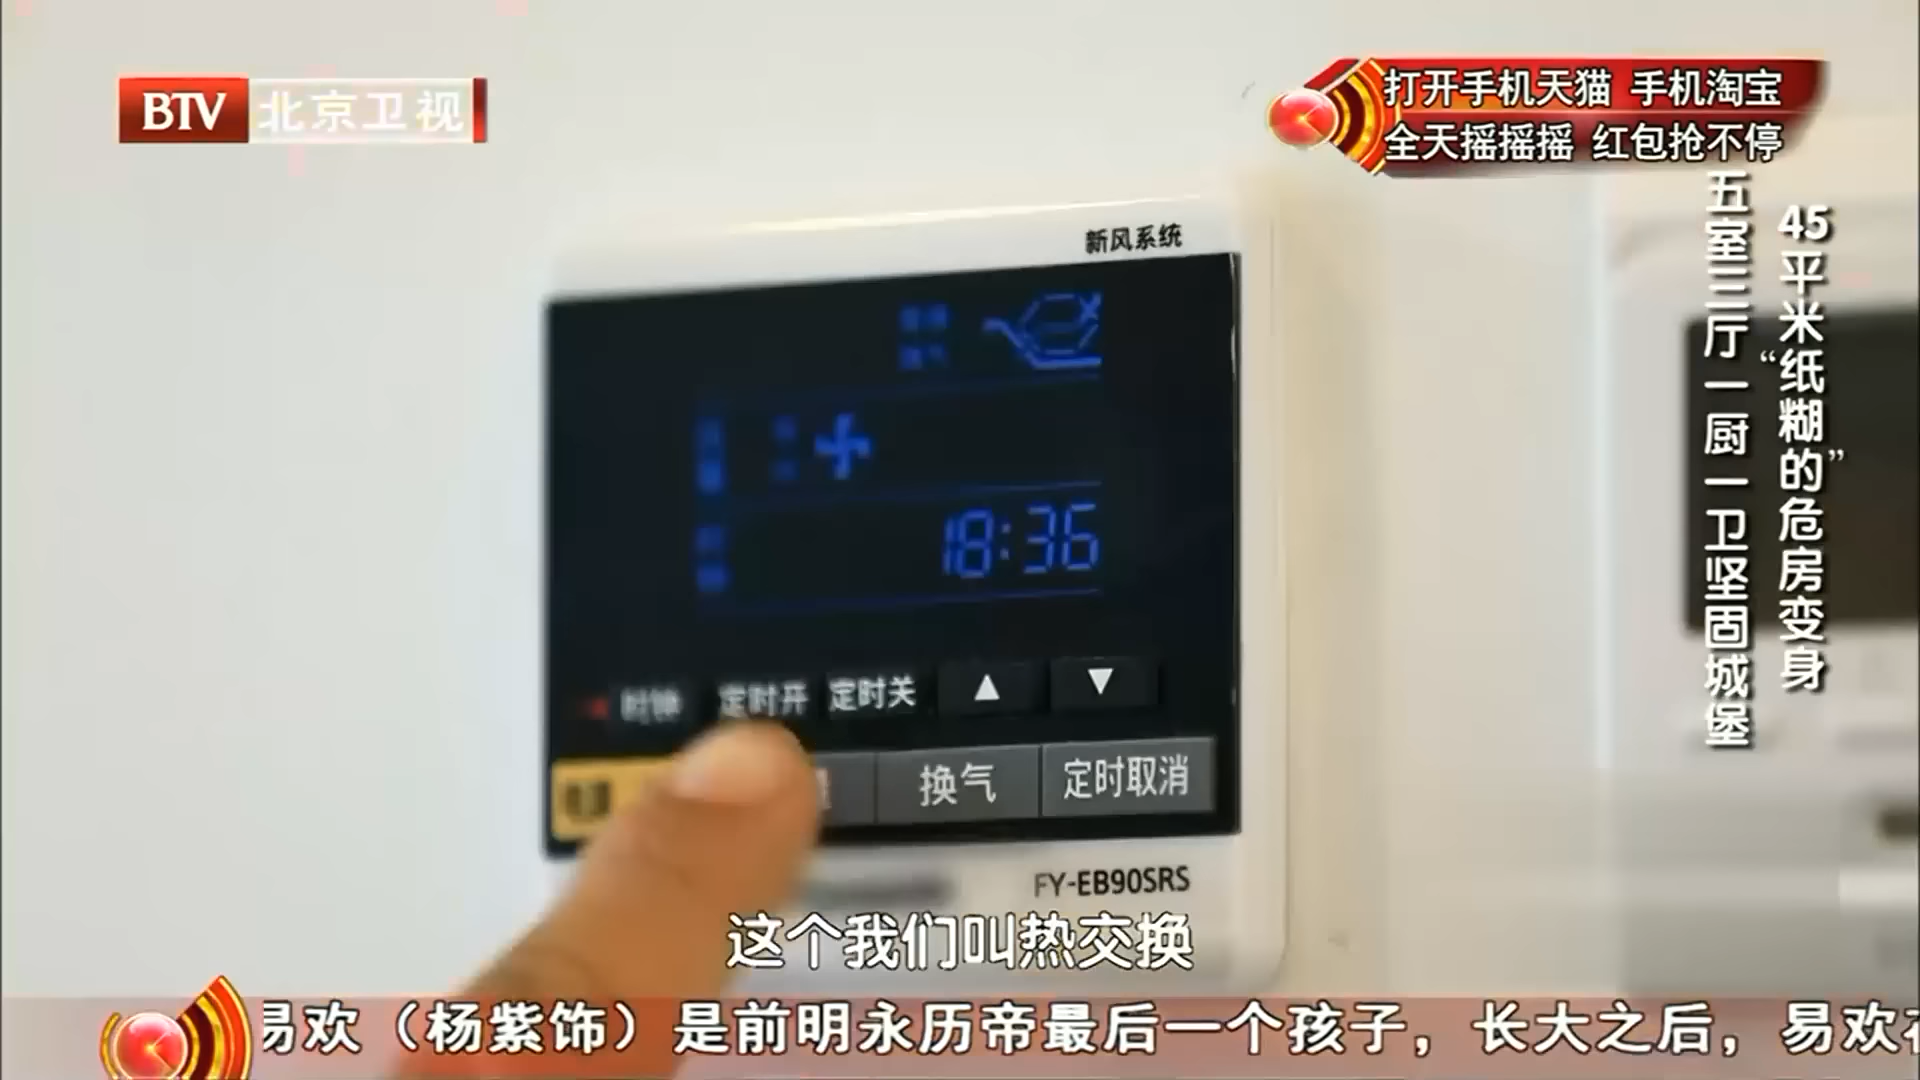 BTV 北京卫视
打开手机天猫 手机淘宝
全天摇摇摇 红包抢不停
45平米“纸糊的”危房变身
五室三厅一厨一卫坚固城堡
新风系统
18:36
时钟 定时开 定时关 ▲ ▼
换气 定时取消
FY-EB90SRS
这个我们叫热交换
易欢（杨紫饰）是前明永历帝最后一个孩子，长大之后，易欢在